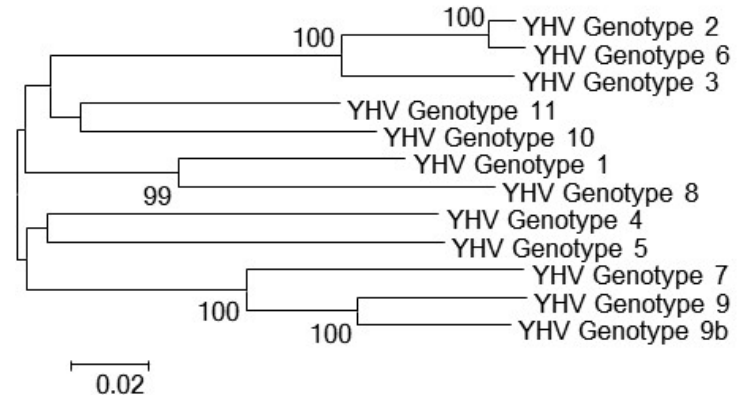 100
YHV Genotype 2
100
YHV Genotype 6
YHV Genotype 3
YHV Genotype 11
YHV Genotype 10
YHV Genotype 1
99
YHV Genotype 8
YHV Genotype 4
YHV Genotype 5
YHV Genotype 7
100
YHV Genotype 9
100
YHV Genotype 9b
0.02